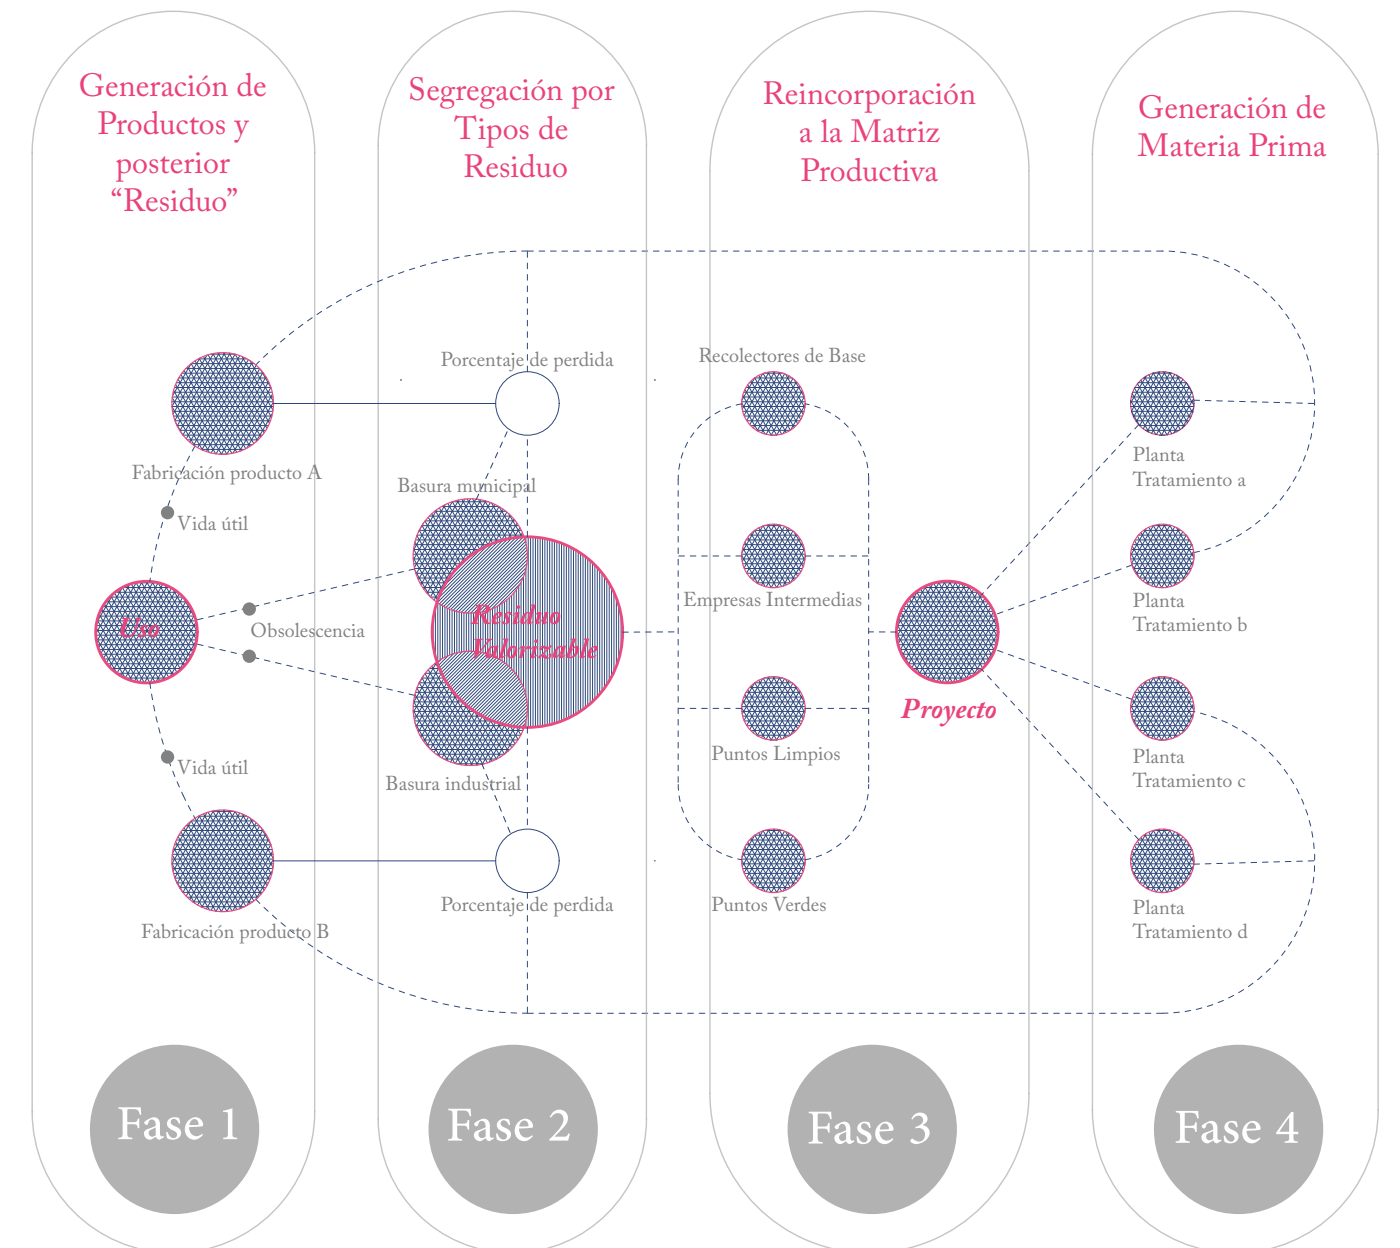 Generación de
Productos y
posterior
“Residuo”
Segregación por
Tipos de
Residuo
Reincorporación
a la Matriz
Productiva
Generación de
Materia Prima
Fabricación producto A
Vida útil
Uso
Obsolescencia
Vida útil
Fabricación producto B
Porcentaje de perdida
Basura municipal
Residuo
Valorizable
Basura industrial
Porcentaje de perdida
Recolectores de Base
Empresas Intermedias
Puntos Limpios
Puntos Verdes
Proyecto
Planta
Tratamiento a
Planta
Tratamiento b
Planta
Tratamiento c
Planta
Tratamiento d
Fase 1
Fase 2
Fase 3
Fase 4